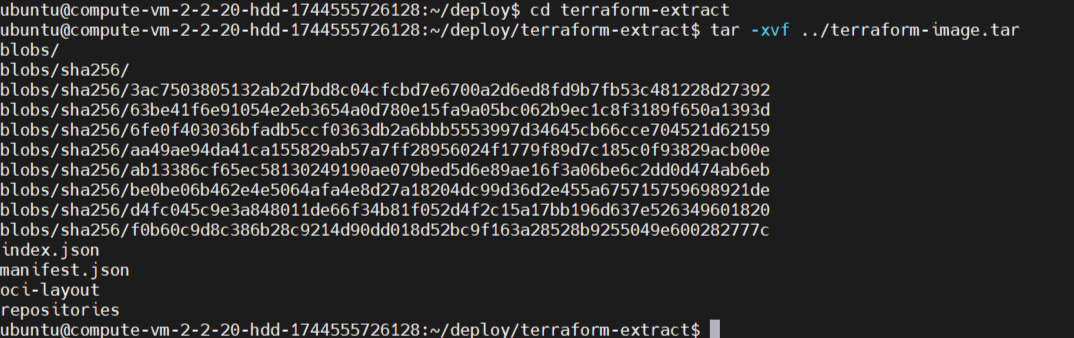 ubuntu@compute-vm-2-2-20-hdd-1744555726128:~/deploy$ cd terraform-extract
ubuntu@compute-vm-2-2-20-hdd-1744555726128:~/deploy/terraform-extract$ tar -xvf ../terraform-image.tar
blobs/
blobs/sha256/
blobs/sha256/3ac7503805132ab2d7bd8c04cfcbd7e6700a2d6ed8fd9b7fb53c481228d27392
blobs/sha256/63be41f6e91054e2eb3654a0d780e15fa9a05bc062b9ec1c8f3189f650a1393d
blobs/sha256/6fe0f403036bfadb5ccf0363db2a6bbb5553997d34645cb66cce704521d62159
blobs/sha256/aa49ae94da41ca155829ab57a7ff28956024f1779f89d7c185c0f93829acb00e
blobs/sha256/ab13386cf65ec58130249190ae079bed5d6e89ae16f3a06be6c2dd0d474ab6eb
blobs/sha256/be0be06b462e4e5064afa4e8d27a18204dc99d36d2e455a675715759698921de
blobs/sha256/d4fc045c9e3a848011de66f34b81f052d4f2c15a17bb196d637e526349601820
blobs/sha256/f0b60c9d8c386b28c9214d90dd018d52bc9f163a28528b9255049e600282777c
index.json
manifest.json
oci-layout
repositories
ubuntu@compute-vm-2-2-20-hdd-1744555726128:~/deploy/terraform-extract$